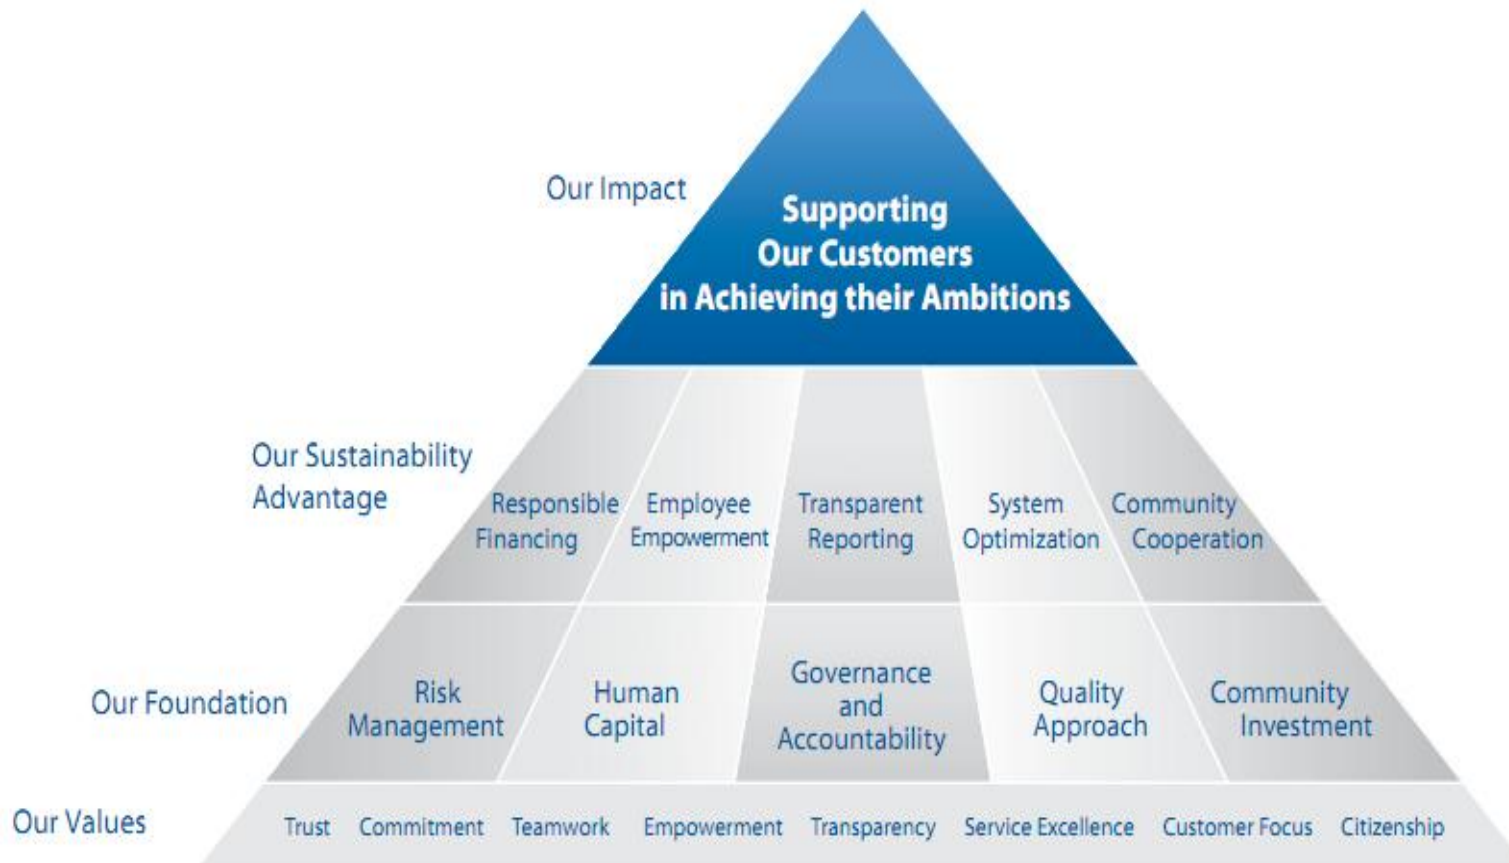 Our Impact
Supporting
Our Customers
in Achieving their Ambitions
Our Sustainability
Advantage
Responsible
Financing
Employee
Empowerment
Transparent
Reporting
System
Optimization
Community
Cooperation
Our Foundation
Risk
Management
Human
Capital
Governance
and
Accountability
Quality
Approach
Community
Investment
Our Values
Trust Commitment Teamwork Empowerment Transparency Service Excellence Customer Focus Citizenship